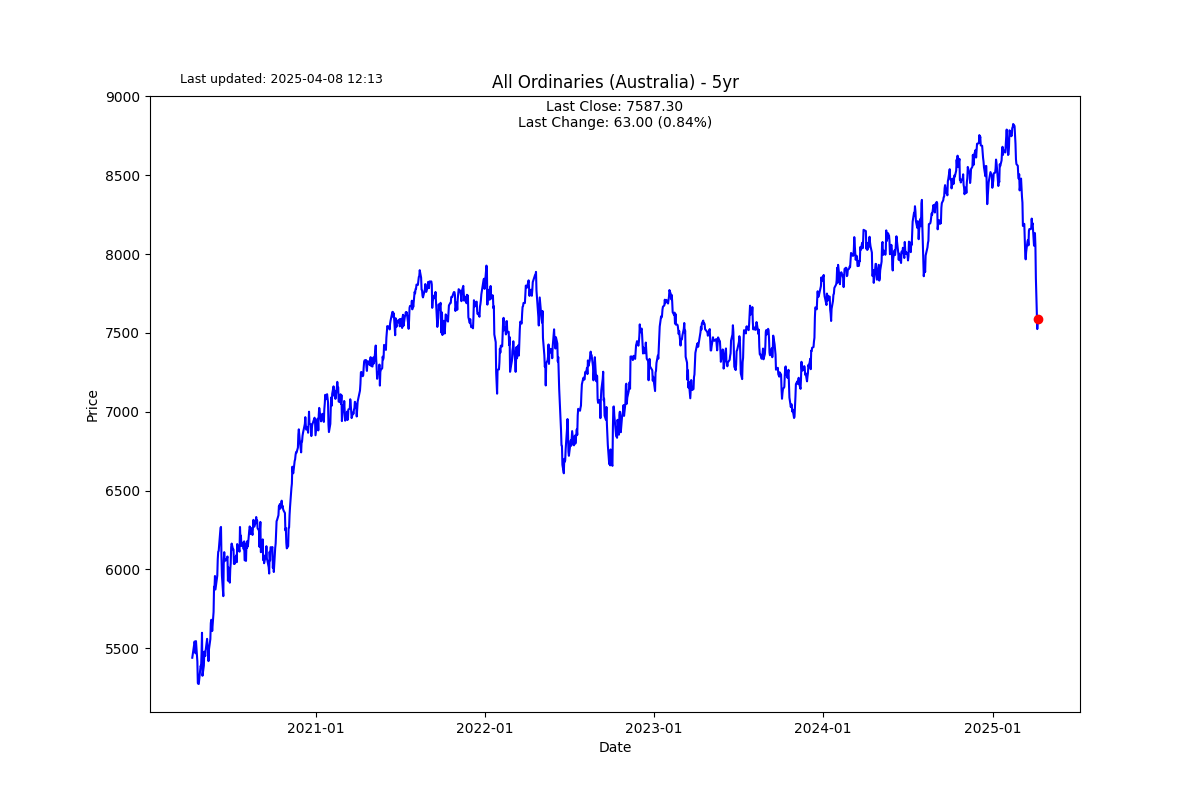 Last updated: 2025-04-08 12:13
All Ordinaries (Australia) - 5yr
Last Close: 7587.30
Last Change: 63.00 (0.84%)
9000
8500
8000
7500
7000
6500
6000
5500
Price
2021-01
2022-01
2023-01
2024-01
2025-01
Date